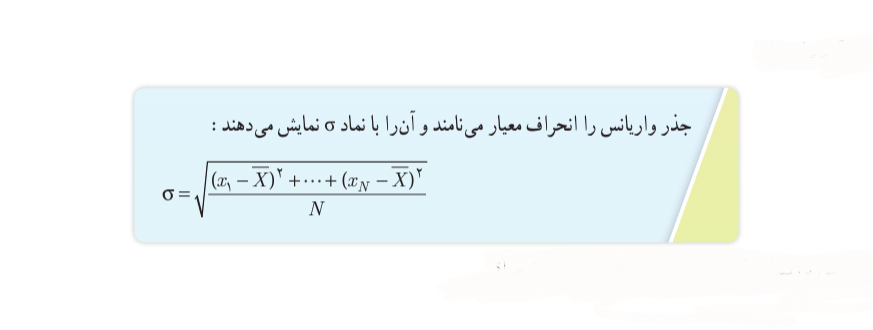 جذر واریانس را انحراف معیار می‌نامند و آن‌را با نماد σ نمایش می‌دهند :
σ = √((x₁ − X̅)² + ⋯ + (x_N − X̅)² / N)